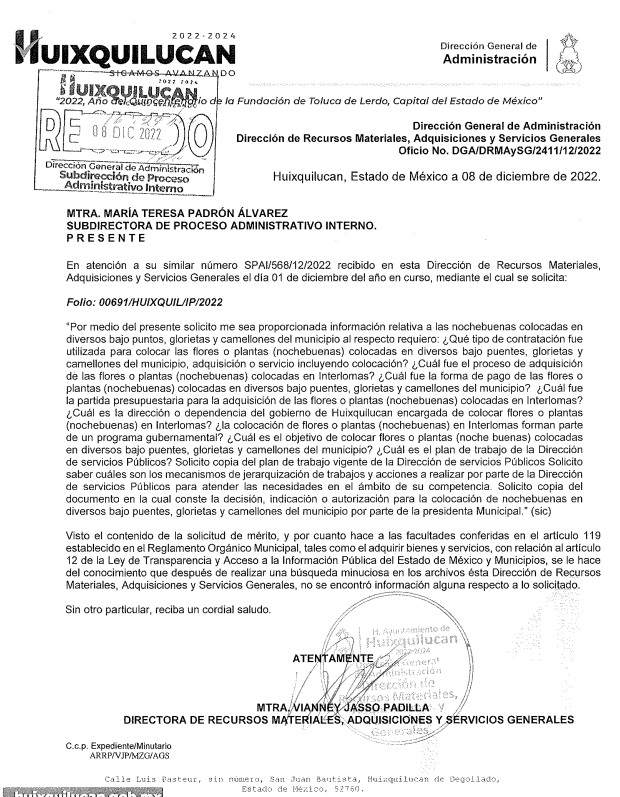 2022-2024
HUIXQUILUCAN
SIGAMOS AVANZANDO
Dirección General de
Administración
2022 2024
HUIXQUILUCAN
SIGAMOS AVANZANDO
"2022, Año del Quincentenario de la Fundación de Toluca de Lerdo, Capital del Estado de México"
08 DIC 2022
Dirección General de Administración
Subdirección de Proceso
Administrativo Interno
Dirección General de Administración
Dirección de Recursos Materiales, Adquisiciones y Servicios Generales
Oficio No. DGA/DRMAySG/2411/12/2022
Huixquilucan, Estado de México a 08 de diciembre de 2022.
MTRA. MARÍA TERESA PADRÓN ÁLVAREZ
SUBDIRECTORA DE PROCESO ADMINISTRATIVO INTERNO.
P R E S E N T E
En atención a su similar número SPAI/568/12/2022 recibido en esta Dirección de Recursos Materiales,
Adquisiciones y Servicios Generales el día 01 de diciembre del año en curso, mediante el cual se solicita:
Folio: 00691/HUIXQUIL/IP/2022
"Por medio del presente solicito me sea proporcionada información relativa a las nochebuenas colocadas en
diversos bajo puntos, glorietas y camellones del municipio al respecto requiero: ¿Qué tipo de contratación fue
utilizada para colocar las flores o plantas (nochebuenas) colocadas en diversos bajo puentes, glorietas y
camellones del municipio, adquisición o servicio incluyendo colocación? ¿Cuál fue el proceso de adquisición
de las flores o plantas (nochebuenas) colocadas en Interlomas? ¿Cuál fue la forma de pago de las flores o
plantas (nochebuenas) colocadas en diversos bajo puentes, glorietas y camellones del municipio? ¿Cuál fue
la partida presupuestaria para la adquisición de las flores o plantas (nochebuenas) colocadas en Interlomas?
¿Cuál es la dirección o dependencia del gobierno de Huixquilucan encargada de colocar flores o plantas
(nochebuenas) en Interlomas? ¿la colocación de flores o plantas (nochebuenas) en Interlomas forman parte
de un programa gubernamental? ¿Cuál es el objetivo de colocar flores o plantas (noche buenas) colocadas
en diversos bajo puentes, glorietas y camellones del municipio? ¿Cuál es el plan de trabajo de la Dirección
de servicios Públicos? Solicito copia del plan de trabajo vigente de la Dirección de servicios Públicos Solicito
saber cuáles son los mecanismos de jerarquización de trabajos y acciones a realizar por parte de la Dirección
de servicios Públicos para atender las necesidades en el ámbito de su competencia. Solicito copia del
documento en la cual conste la decisión, indicación o autorización para la colocación de nochebuenas en
diversos bajo puentes, glorietas y camellones del municipio por parte de la presidenta Municipal." (sic)
Visto el contenido de la solicitud de mérito, y por cuanto hace a las facultades conferidas en el artículo 119
establecido en el Reglamento Orgánico Municipal, tales como el adquirir bienes y servicios, con relación al artículo
12 de la Ley de Transparencia y Acceso a la Información Pública del Estado de México y Municipios, se le hace
del conocimiento que después de realizar una búsqueda minuciosa en los archivos ésta Dirección de Recursos
Materiales, Adquisiciones y Servicios Generales, no se encontró información alguna respecto a lo solicitado.
Sin otro particular, reciba un cordial saludo.
H. Ayuntamiento de
Huixquilucan
2022-2024
Dirección General
Administración
Dirección de
Recursos Materiales,
Generales
ATENTAMENTE
MTRA. VIANNEY JASSO PADILLA
DIRECTORA DE RECURSOS MATERIALES, ADQUISICIONES Y SERVICIOS GENERALES
C.c.p. Expediente/Minutario
ARRP/VJP/MZG/AGS
Calle Luis Pasteur, sin número, San Juan Bautista, Huixquilucan de Degollado,
Estado de México, 52760.
huixquilucan.gob.mx